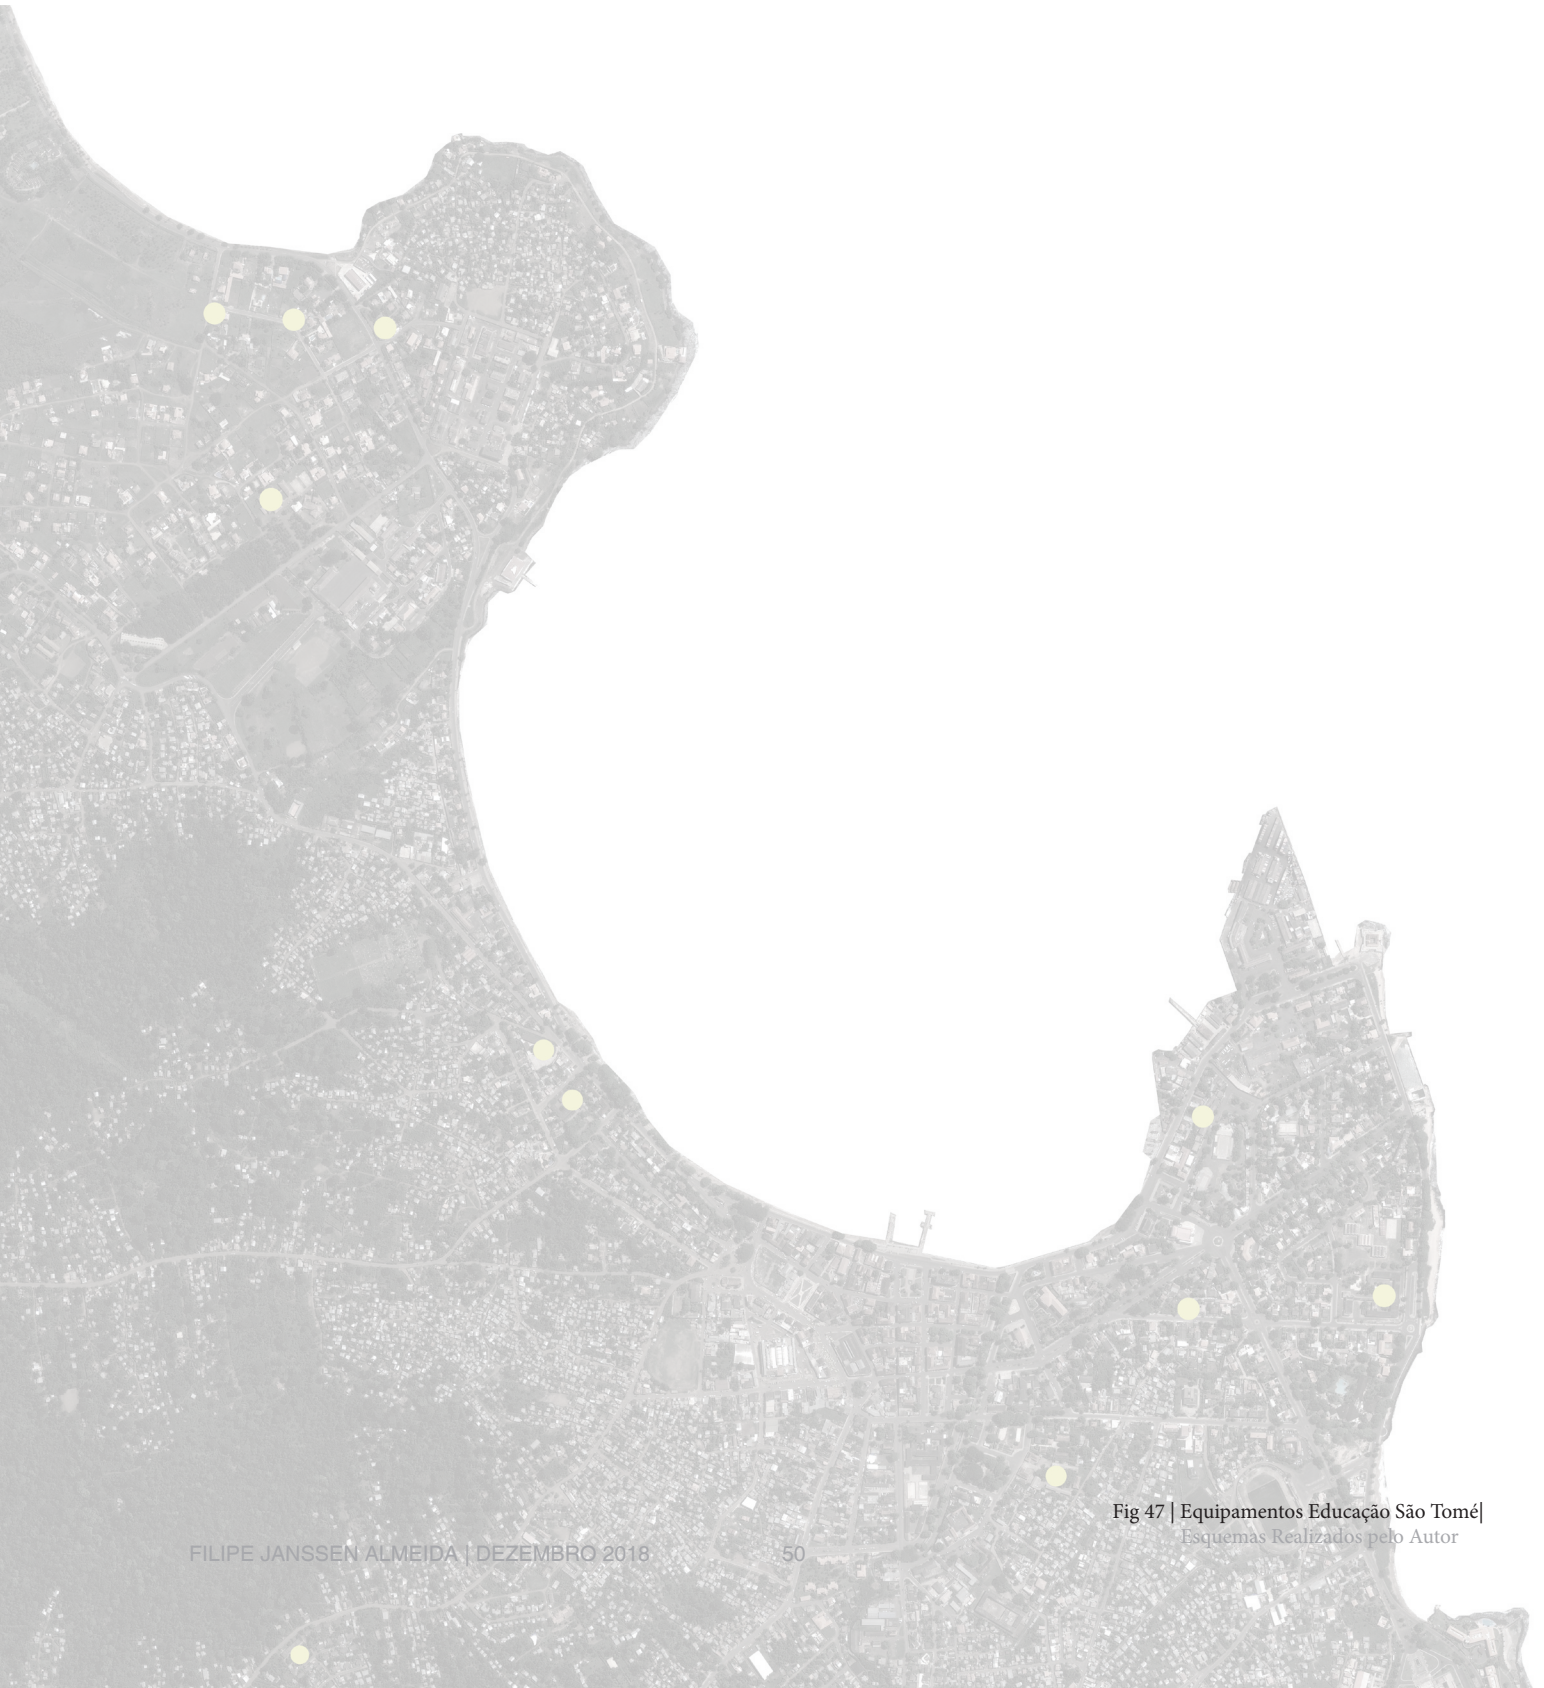 Fig 47 | Equipamentos Educação São Tomé|
Esquemas Realizados pelo Autor
FILIPE JANSSEN ALMEIDA | DEZEMBRO 2018 50